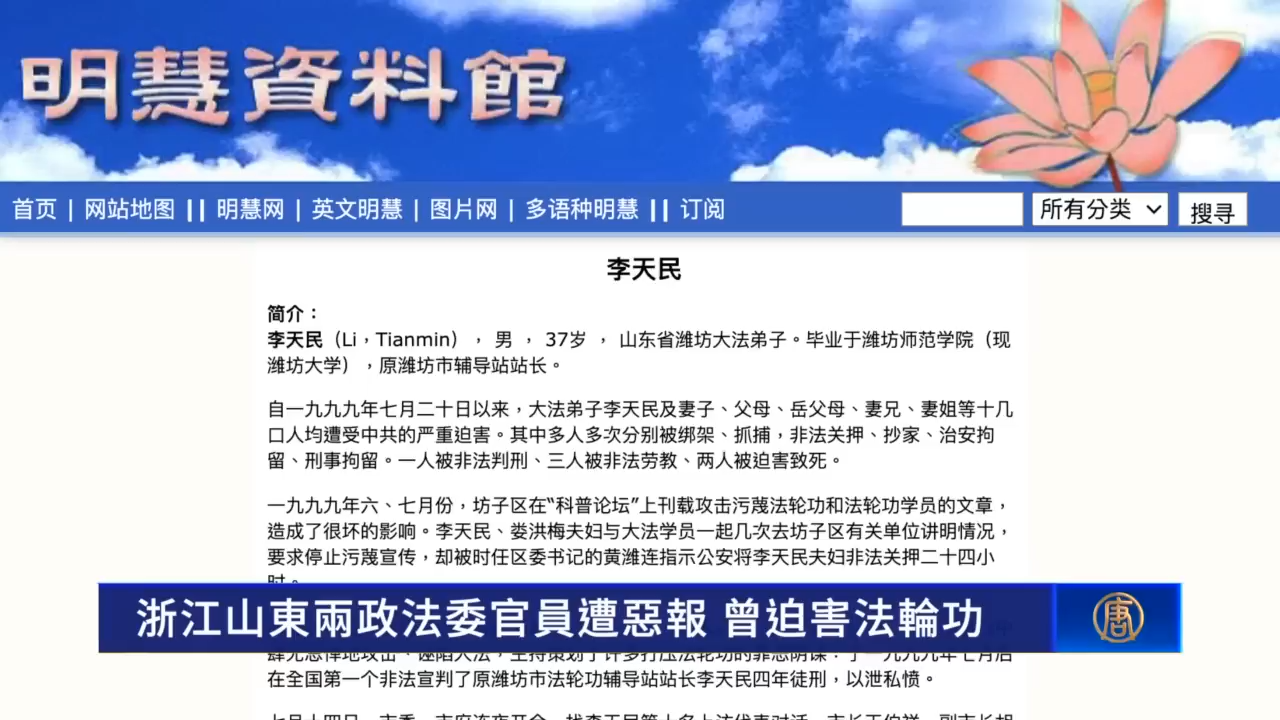 明慧資料館
首页 | 网站地图 || 明慧网 | 英文明慧 | 图片网 | 多语种明慧 || 订阅
所有分类
搜寻
李天民
简介：
李天民（Li，Tianmin）， 男 ， 37岁 ， 山东省潍坊大法弟子。毕业于潍坊师范学院（现
潍坊大学），原潍坊市辅导站站长。
自一九九九年七月二十日以来，大法弟子李天民及妻子、父母、岳父母、妻兄、妻姐等十几
口人均遭受中共的严重迫害。其中多人多次分别被绑架、抓捕，非法关押、抄家、治安拘
留、刑事拘留。一人被非法判刑、三人被非法劳教、两人被迫害致死。
一九九九年六、七月份，坊子区在“科普论坛”上刊载攻击污蔑法轮功和法轮功学员的文章，
造成了很坏的影响。李天民、娄洪梅夫妇与大法学员一起几次去坊子区有关单位讲明情况，
要求停止污蔑宣传，却被时任区委书记的黄潍连指示公安将李天民夫妇非法关押二十四小
时。
浙江山東兩政法委官員遭惡報 曾迫害法輪功
唐
在全国第一个非法宣判了原潍坊市法轮功辅导站站长李天民四年徒刑，以泄私愤。